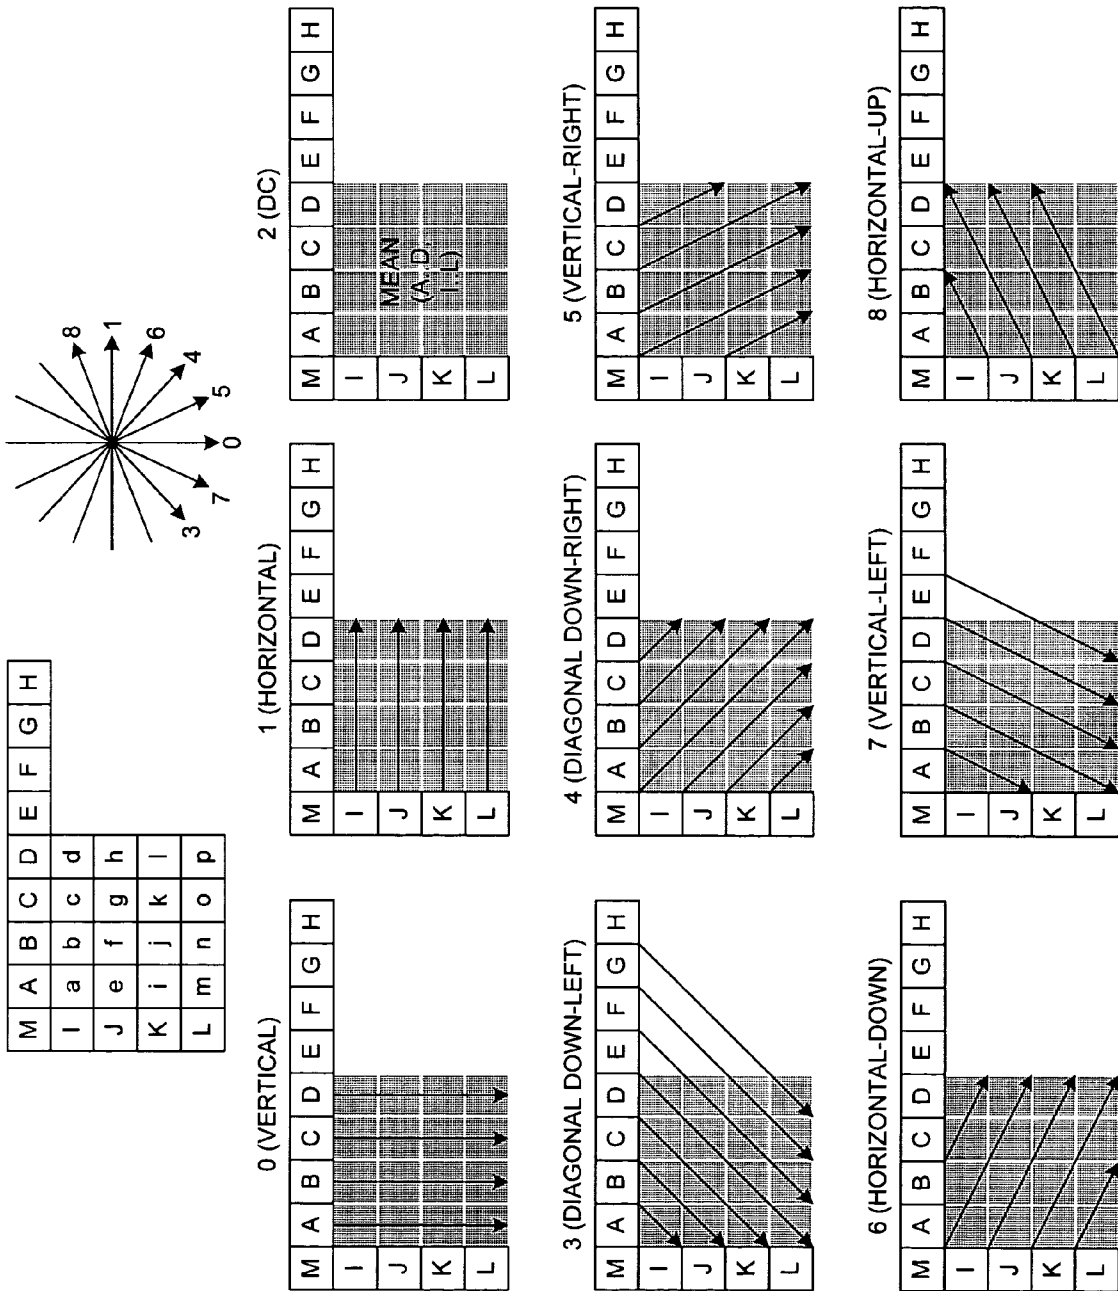 M A B C D E F G H
I a b c d
J e f g h
K i j k l
L m n o p
8
1
6
4
5
0
7
3
0 (VERTICAL)
M A B C D E F G H
I
J
K
L
1 (HORIZONTAL)
M A B C D E F G H
I
J
K
L
2 (DC)
M A B C D E F G H
I
J
K
L
MEAN
(A..D,
I..L)
3 (DIAGONAL DOWN-LEFT)
M A B C D E F G H
I
J
K
L
4 (DIAGONAL DOWN-RIGHT)
M A B C D E F G H
I
J
K
L
5 (VERTICAL-RIGHT)
M A B C D E F G H
I
J
K
L
6 (HORIZONTAL-DOWN)
M A B C D E F G H
I
J
K
L
7 (VERTICAL-LEFT)
M A B C D E F G H
I
J
K
L
8 (HORIZONTAL-UP)
M A B C D E F G H
I
J
K
L